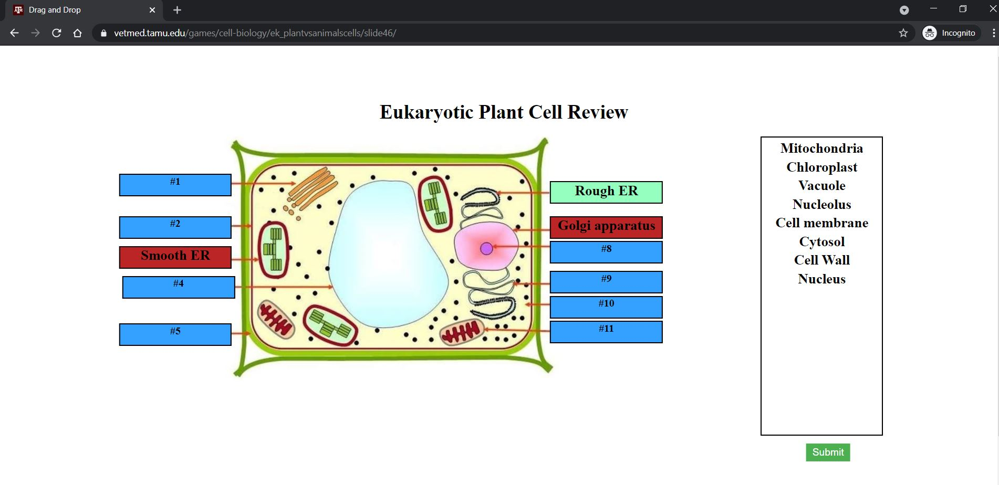 ATM Drag and Drop
vetmed.tamu.edu/games/cell-biology/ek_plantvsanimalscells/slide46/
Incognito
Eukaryotic Plant Cell Review
#1
#2
Smooth ER
#4
#5
Rough ER
Golgi apparatus
#8
#9
#10
#11
Mitochondria
Chloroplast
Vacuole
Nucleolus
Cell membrane
Cytosol
Cell Wall
Nucleus
Submit